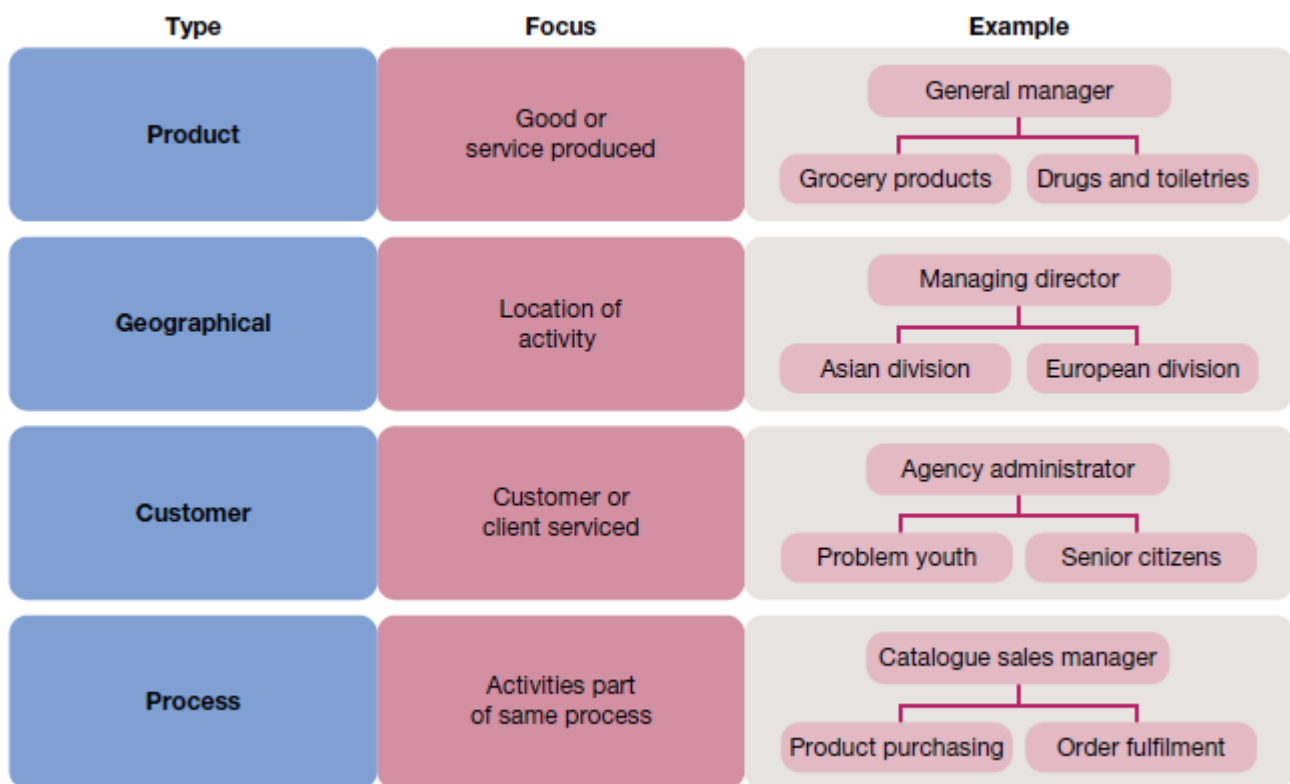 Type Focus Example
Product
Good or
service produced
General manager
Grocery products Drugs and toiletries
Geographical
Location of
activity
Managing director
Asian division European division
Customer
Customer or
client serviced
Agency administrator
Problem youth Senior citizens
Process
Activities part
of same process
Catalogue sales manager
Product purchasing Order fulfilment